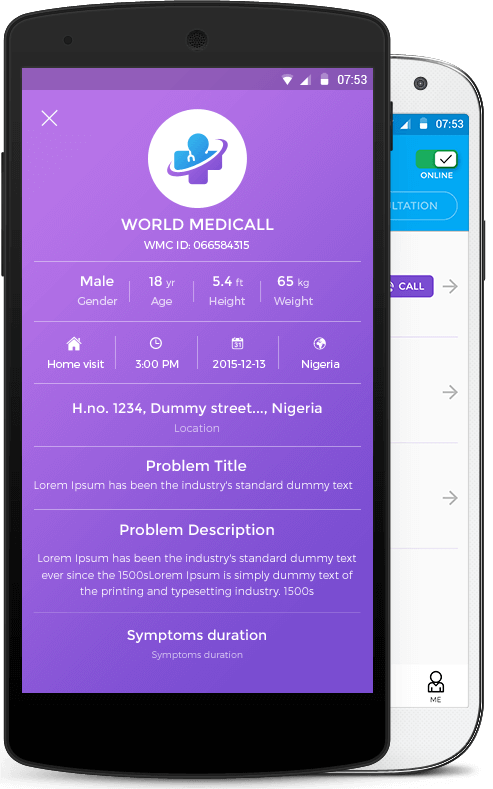 07:53
WORLD MEDICALL
WMC ID: 066584315
Male
Gender
18 yr
Age
5.4 ft
Height
65 kg
Weight
Home visit
3:00 PM
31
2015-12-13
Nigeria
H.no. 1234, Dummy street..., Nigeria
Location
Problem Title
Lorem Ipsum has been the industry's standard dummy text
Problem Description
Lorem Ipsum has been the industry's standard dummy text
ever since the 1500sLorem Ipsum is simply dummy text of
the printing and typesetting industry. 1500s
Symptoms duration
Symptoms duration
07:53
ONLINE
ULTATION
CALL
ME